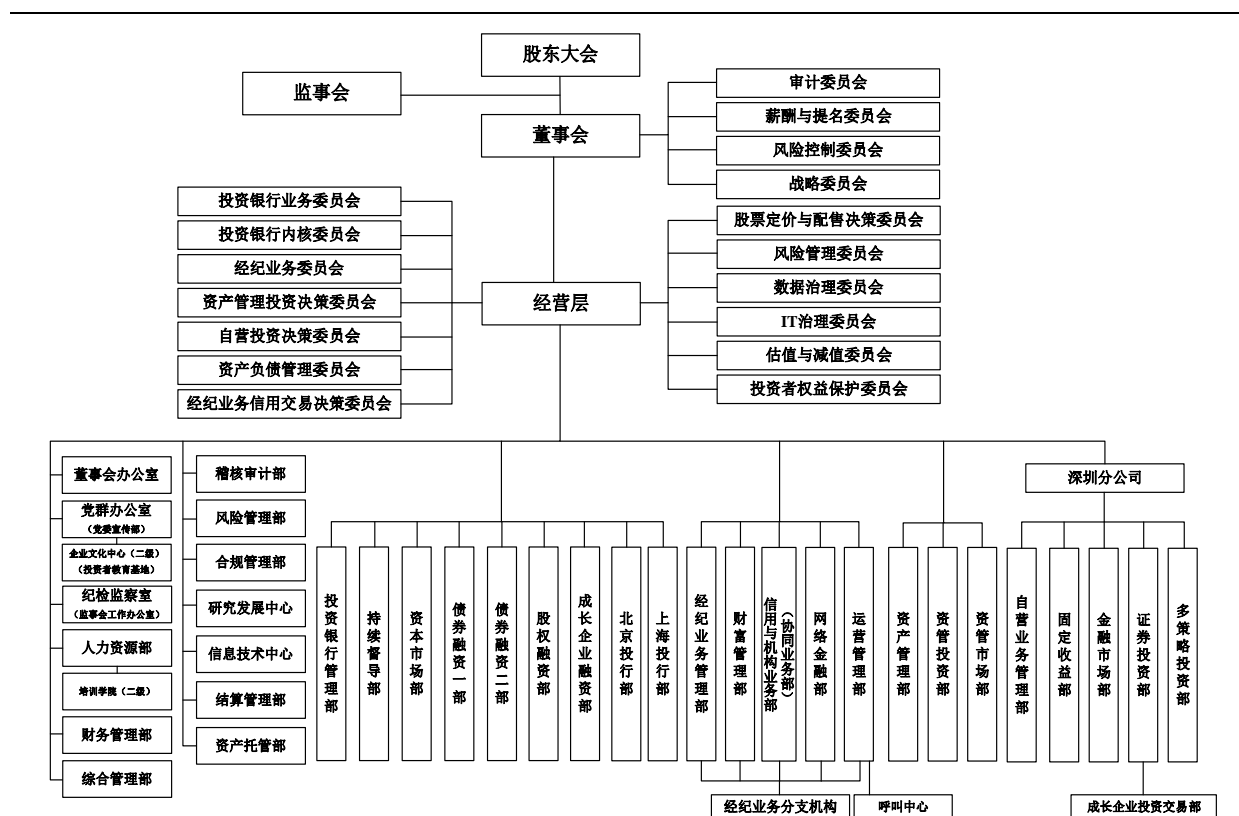 股东大会
监事会
董事会
审计委员会
薪酬与提名委员会
风险控制委员会
战略委员会
投资银行业务委员会
投资银行内核委员会
经纪业务委员会
资产管理投资决策委员会
自营投资决策委员会
资产负债管理委员会
经纪业务信用交易决策委员会
经营层
股票定价与配售决策委员会
风险管理委员会
数据治理委员会
IT治理委员会
估值与减值委员会
投资者权益保护委员会
董事会办公室
党群办公室
（党委宣传部）
企业文化中心（二级）
（投资者教育基地）
纪检监察室
（监事会工作办公室）
人力资源部
培训学院（二级）
财务管理部
综合管理部
稽核审计部
风险管理部
合规管理部
研究发展中心
信息技术中心
结算管理部
资产托管部
投资银行管理部
持续督导部
资本市场部
债券融资一部
债券融资二部
股权融资部
成长企业融资部
北京投行部
上海投行部
经纪业务管理部
财富管理部
信用与机构业务部
（协同业务部）
网络金融部
运营管理部
经纪业务分支机构
呼叫中心
资产管理部
资管投资部
资管市场部
深圳分公司
自营业务管理部
固定收益部
金融市场部
证券投资部
多策略投资部
成长企业投资交易部